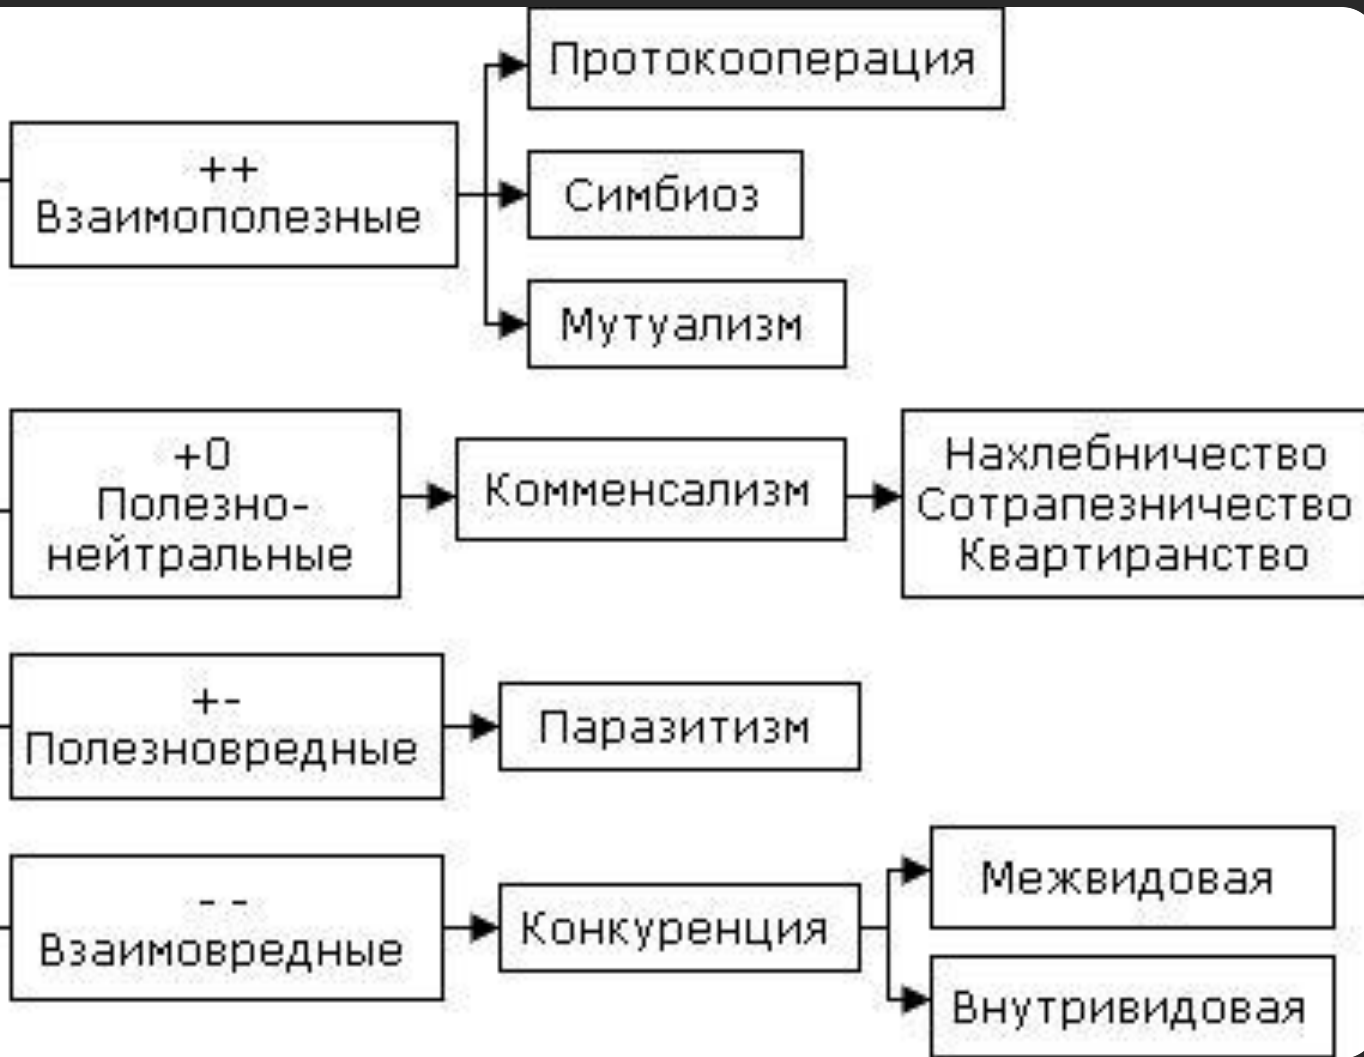 Протокооперация
++
Взаимополезные
Симбиоз
Мутуализм
+0
Полезно-
нейтральные
Комменсализм
Нахлебничество
Сотрапезничество
Квартиранство
+-
Полезновредные
Паразитизм
- -
Взаимовредные
Конкуренция
Межвидовая
Внутривидовая